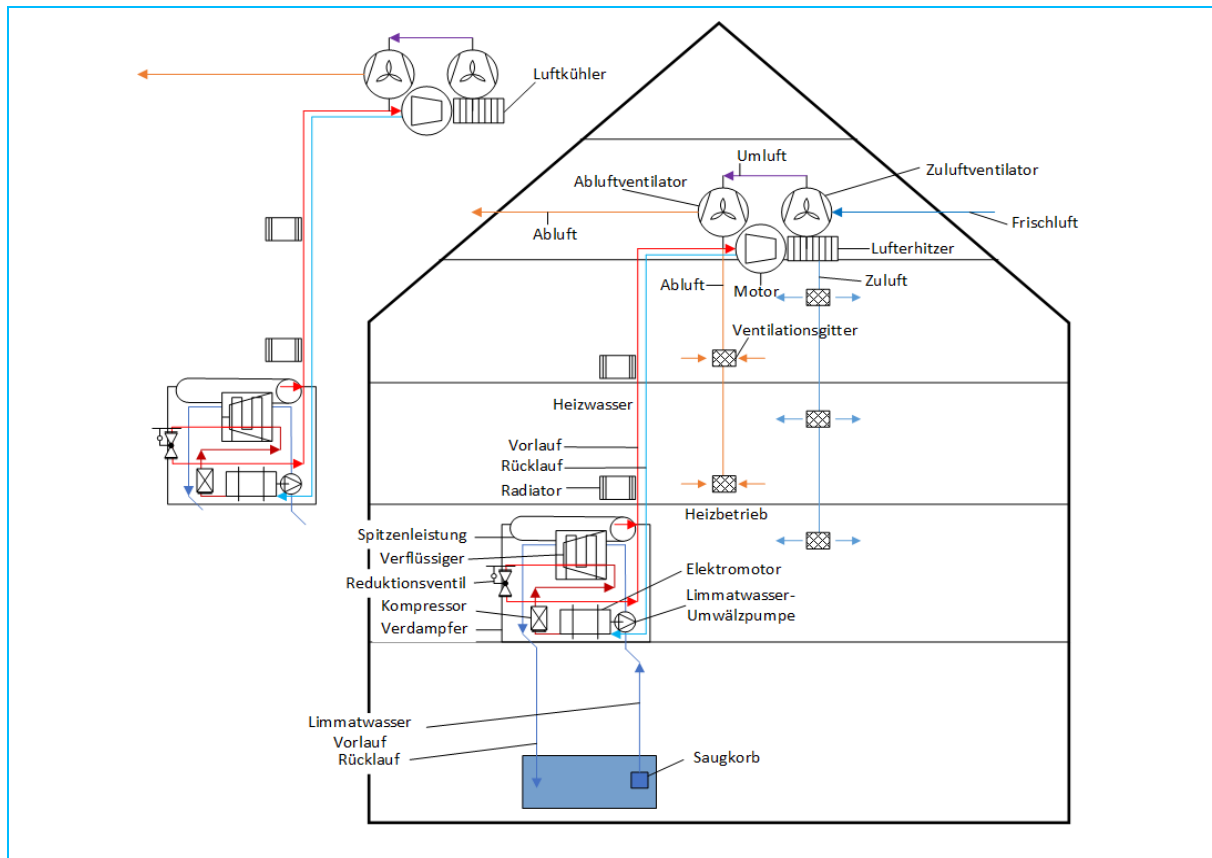 Luftkühler
Umluft
Abluftventilator
Zuluftventilator
Abluft
Frischluft
Lufterhitzer
Abluft
Motor
Zuluft
Ventilationsgitter
Heizwasser
Vorlauf
Rücklauf
Radiator
Heizbetrieb
Spitzenleistung
Verflüssiger
Reduktionsventil
Kompressor
Verdampfer
Elektromotor
Limmatwasser-
Umwälzpumpe
Limmatwasser
Vorlauf
Rücklauf
Saugkorb